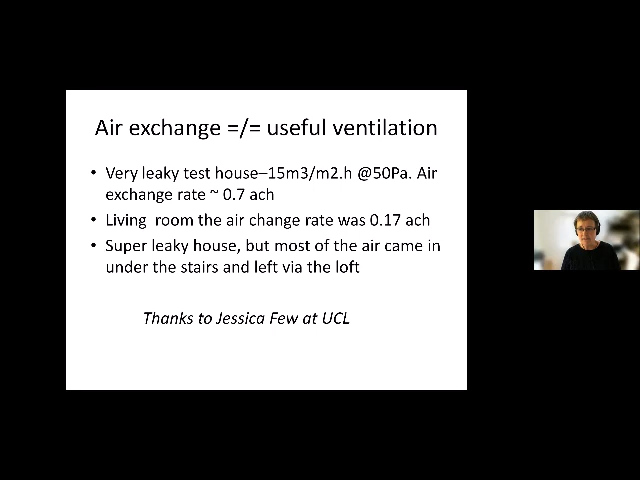 Air exchange =/= useful ventilation
• Very leaky test house–15m3/m2.h @50Pa. Air
exchange rate ~ 0.7 ach
• Living  room the air change rate was 0.17 ach
• Super leaky house, but most of the air came in
under the stairs and left via the loft
Thanks to Jessica Few at UCL